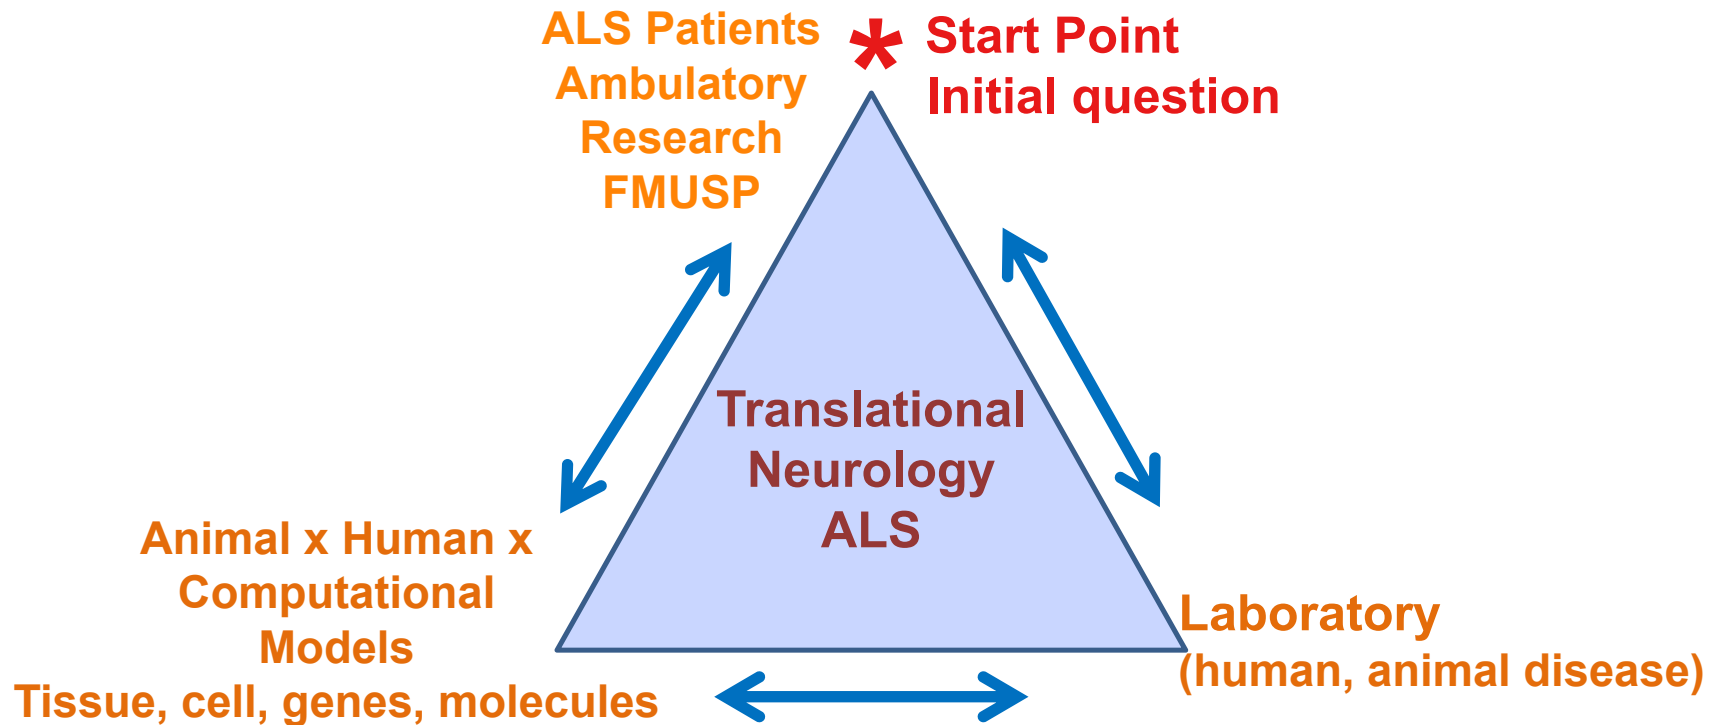 ALS Patients
Ambulatory
Research
FMUSP
* Start Point
Initial question
Translational
Neurology
ALS
Animal x Human x
Computational
Models
Tissue, cell, genes, molecules
Laboratory
(human, animal disease)